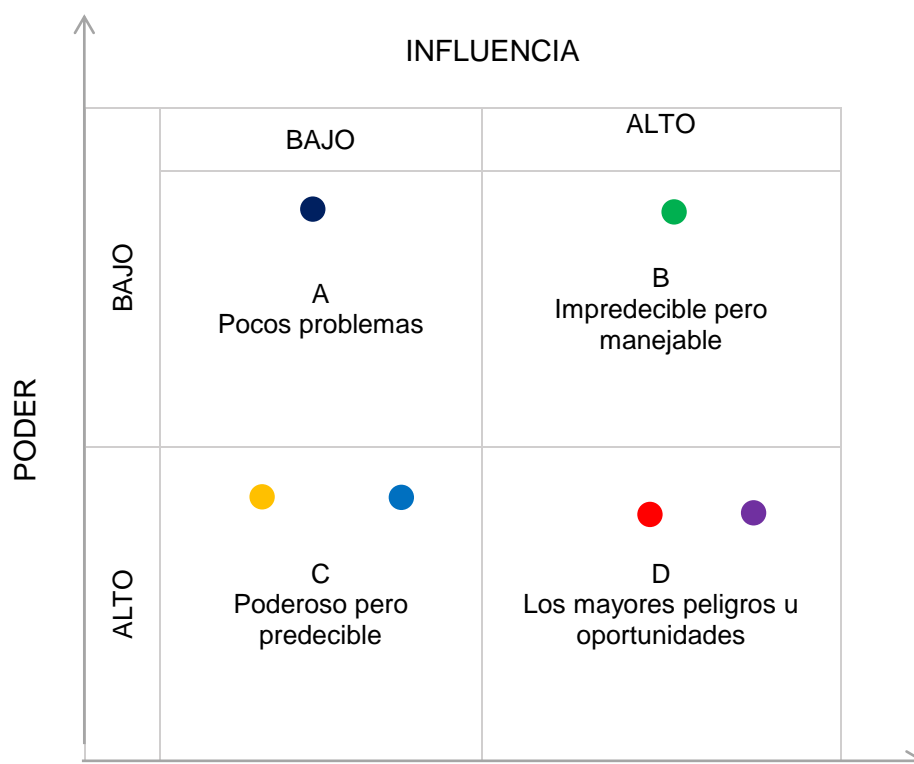 INFLUENCIA
BAJO
ALTO
PODER
BAJO
A
Pocos problemas
B
Impredecible pero
manejable
ALTO
C
Poderoso pero
predecible
D
Los mayores peligros u
oportunidades